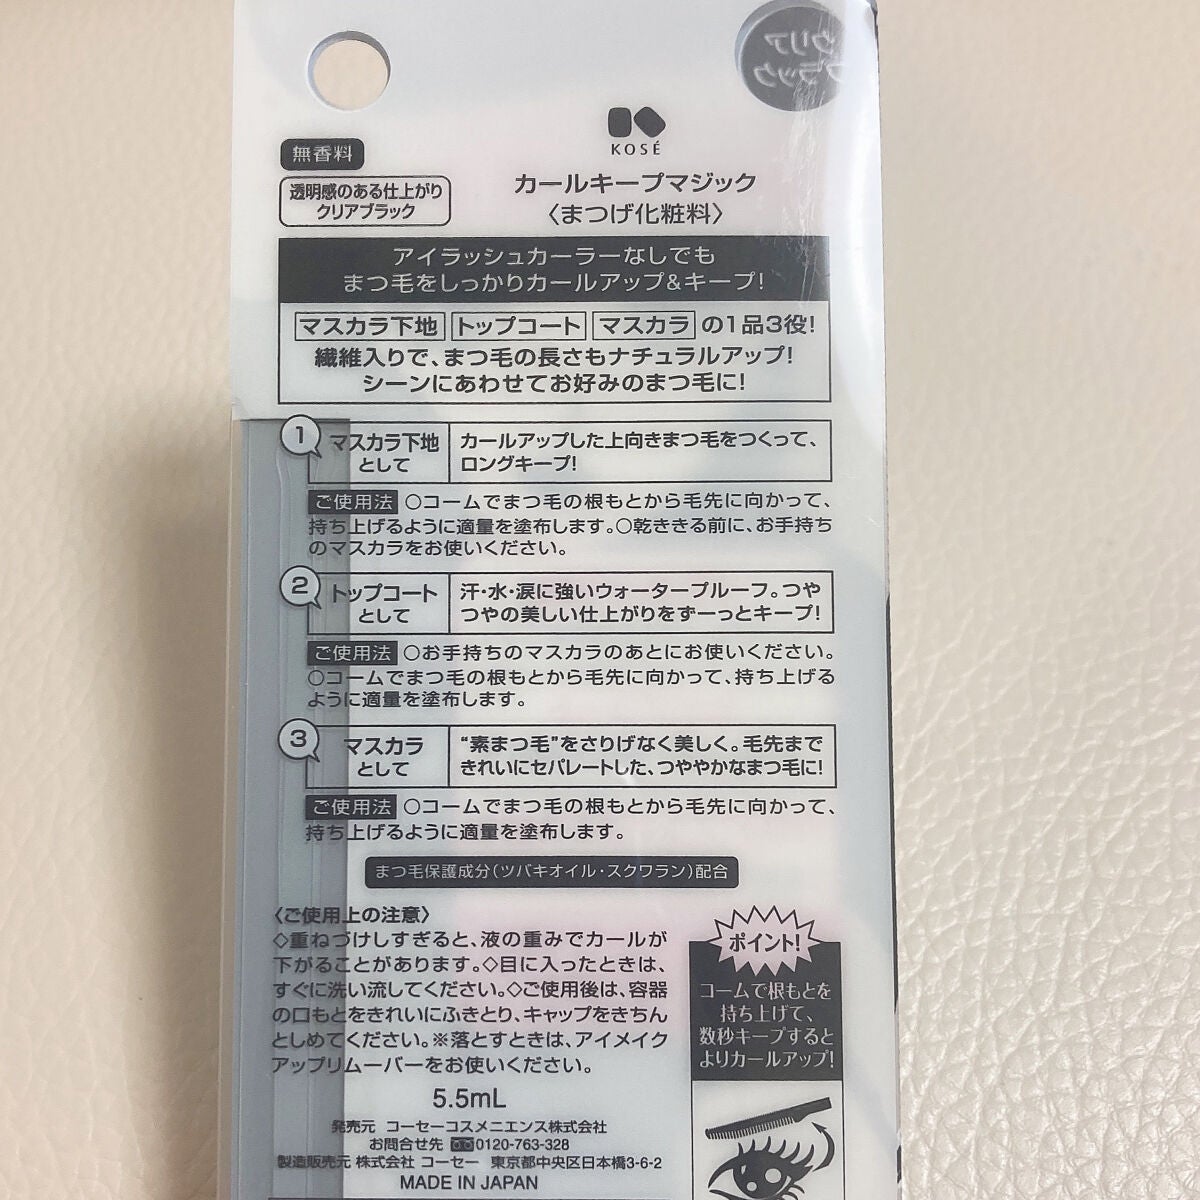 クリア
ブラック
KOSÉ
無香料
透明感のある仕上がり
クリアブラック
カールキープマジック
〈まつげ化粧料〉
アイラッシュカーラーなしでも
まつ毛をしっかりカールアップ&キープ!
マスカラ下地 トップコート マスカラ の1品3役!
繊維入りで、まつ毛の長さもナチュラルアップ!
シーンにあわせてお好みのまつ毛に!
1
マスカラ下地
として
カールアップした上向きまつ毛をつくって、
ロングキープ!
ご使用法 ○コームでまつ毛の根もとから毛先に向かって、
持ち上げるように適量を塗布します。○乾ききる前に、お手持ち
のマスカラをお使いください。
2
トップコート
として
汗・水・涙に強いウォータープルーフ。つや
つやの美しい仕上がりをずーっとキープ!
ご使用法 ○お手持ちのマスカラのあとにお使いください。
○コームでまつ毛の根もとから毛先に向かって、持ち上げる
ように適量を塗布します。
3
マスカラ
として
“素まつ毛”をさりげなく美しく。毛先まで
きれいにセパレートした、つややかなまつ毛に!
ご使用法 ○コームでまつ毛の根もとから毛先に向かって、
持ち上げるように適量を塗布します。
まつ毛保護成分(ツバキオイル・スクワラン)配合
〈ご使用上の注意〉
◇重ねづけしすぎると、液の重みでカールが
下がることがあります。◇目に入ったときは、
すぐに洗い流してください。◇ご使用後は、容器
の口もとをきれいにふきとり、キャップをきちん
としめてください。※落とすときは、アイメイク
アップリムーバーをお使いください。
5.5mL
発売元 コーセーコスメニエンス株式会社
お問合せ先 0120-763-328
製造販売元 株式会社 コーセー 東京都中央区日本橋3-6-2
MADE IN JAPAN
ポイント!
コームで根もとを
持ち上げて、
数秒キープすると
よりカールアップ!